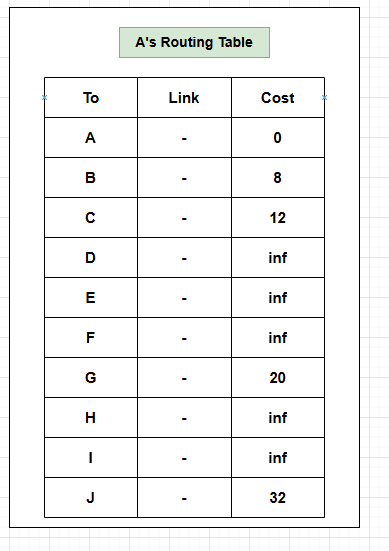 A's Routing Table
To Link Cost
A - 0
B - 8
C - 12
D - inf
E - inf
F - inf
G - 20
H - inf
I - inf
J - 32